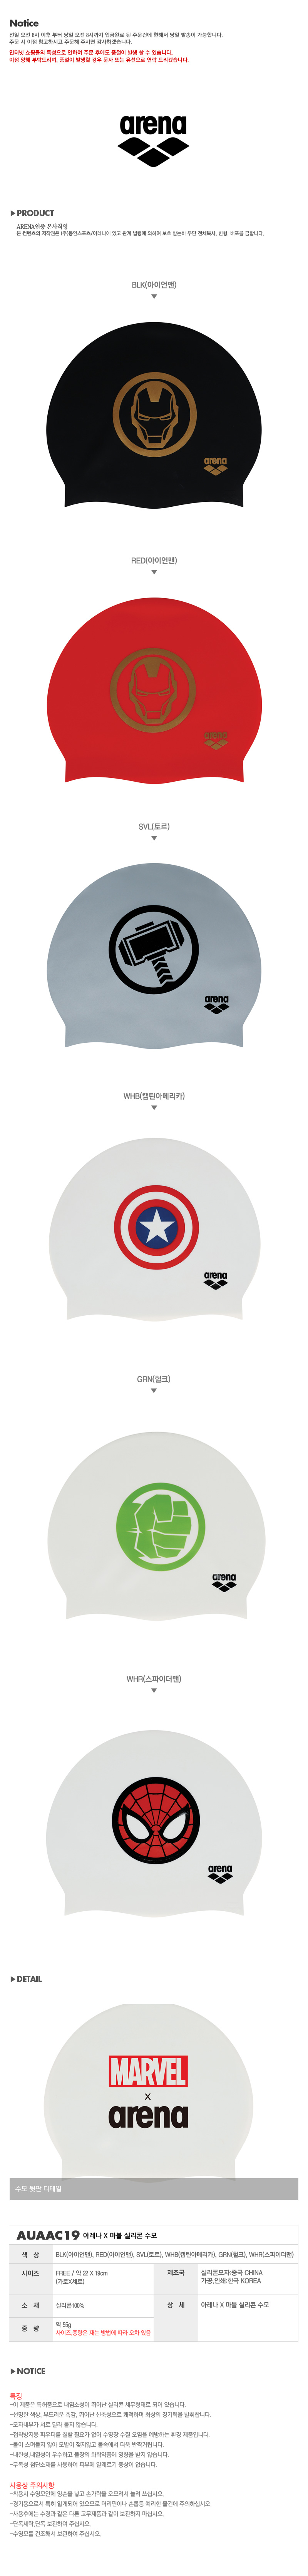 Notice
전일 오전 8시 이후 부터 당일 오전 8시까지 입금완료 된 주문건에 한해서 당일 발송이 가능합니다.
주문 시 이점 참고하시고 주문해 주시면 감사하겠습니다.
인터넷 쇼핑몰의 특성으로 인하여 주문 후에도 품절이 발생 할 수 있습니다.
이점 양해 부탁드리며, 품절이 발생할 경우 문자 또는 유선으로 연락 드리겠습니다.
arena
▶PRODUCT
ARENA인증 본사직영
본 컨텐츠의 저작권은 (주)동인스포츠/아레나에 있고 관계 법령에 의하여 보호 받는바 무단 전체복사, 변형, 배포를 금합니다.
BLK(아이언맨)
arena
RED(아이언맨)
arena
SVL(토르)
arena
WHB(캡틴아메리카)
arena
GRN(헐크)
arena
WHR(스파이더맨)
arena
▶DETAIL
MARVEL
X
arena
수모 뒷판 디테일
AUAAC19 아레나 X 마블 실리콘 수모
색 상 BLK(아이언맨), RED(아이언맨), SVL(토르), WHB(캡틴아메리카), GRN(헐크), WHR(스파이더맨)
사이즈 FREE / 약 22 X 19cm
(가로X세로)
제조국 실리콘모자:중국 CHINA
가공,인쇄:한국 KOREA
소 재 실리콘100%
상 세 아레나 X 마블 실리콘 수모
중 량 약 55g
사이즈,중량은 재는 방법에 따라 오차 있음
▶NOTICE
특징
-이 제품은 특허품으로 내염소성이 뛰어난 실리콘 세무형태로 되어 있습니다.
-선명한 색상, 부드러운 촉감, 뛰어난 신축성으로 쾌적하며 최상의 경기력을 발휘합니다.
-모자내부가 서로 달라 붙지 않습니다.
-점착방지용 파우더를 칠할 필요가 없어 수영장 수질 오염을 예방하는 환경 제품입니다.
-물이 스며들지 않아 모발이 젖지않고 물속에서 더욱 반짝거립니다.
-내한성,내열성이 우수하고 풀장의 화학약품에 영향을 받지 않습니다.
-무독성 첨단소재를 사용하여 피부에 알레르기 증상이 없습니다.
사용상 주의사항
-착용시 수영모안에 양손을 넣고 손가락을 모으려서 늘려 쓰십시오.
-경기용으로서 특히 얇게되어 있으므로 머리핀이나 손톱등 예리한 물건에 주의하십시오.
-사용후에는 수경과 같은 다른 고무제품과 같이 보관하지 마십시오.
-단독세탁,단독 보관하여 주십시오.
-수영모를 건조해서 보관하여 주십시오.